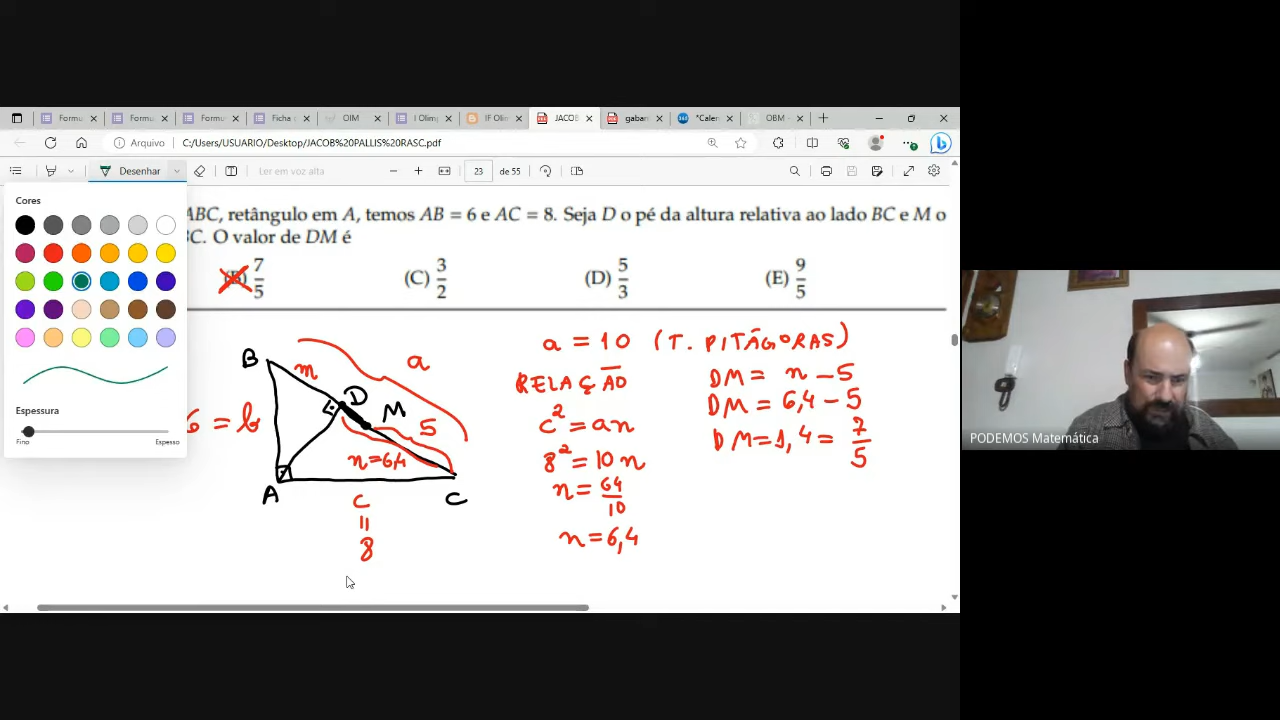 Formu
Formu
Formu
Ficha
OIM
I Olimp
IF Olim
JACOB
gabar
*Calen
OBM -
Arquivo
C:/Users/USUARIO/Desktop/JACOB%20PALLIS%20RASC.pdf
Desenhar
Ler em voz alta
23
de 55
Cores
Espessura
Fino
Espesso
ABC, retângulo em A, temos AB = 6 e AC = 8. Seja D o pé da altura relativa ao lado BC e M o
BC. O valor de DM é
(B) 7/5
(C) 3/2
(D) 5/3
(E) 9/5
B
m
a
D
M
5
6 = b
n=6,4
A
C
c
=
8
a = 10 (T. PITÁGORAS)
RELAÇÃO
c² = an
8² = 10n
n = 64/10
n = 6,4
DM = n - 5
DM = 6,4 - 5
DM = 1,4 = 7/5
PODEMOS Matemática